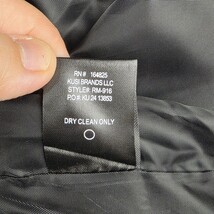 RN# 164825
KUSI BRANDS LLC
STYLE#: RM-916
P.O.#: KU 24 13653
DRY CLEAN ONLY